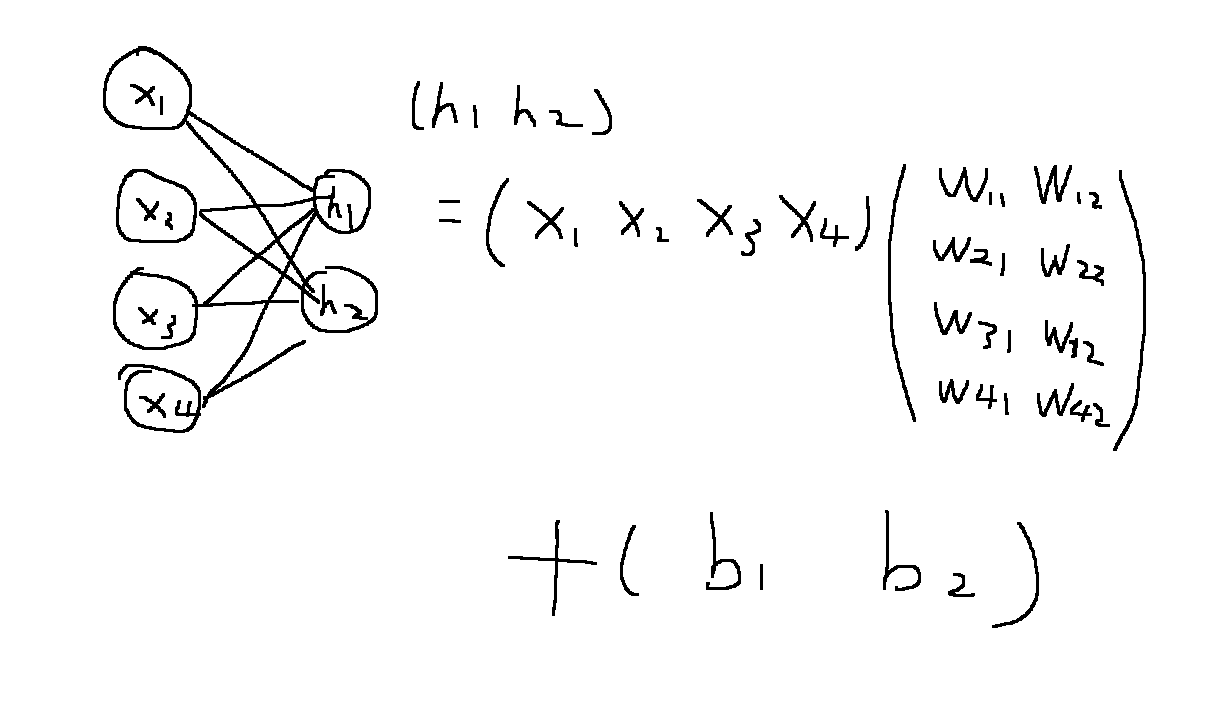 x1
x2
x3
x4
h1
h2
(h1 h2)
= (x1 x2 x3 x4) (
W11 W12
W21 W22
W31 W32
W41 W42
)
+ (b1 b2)